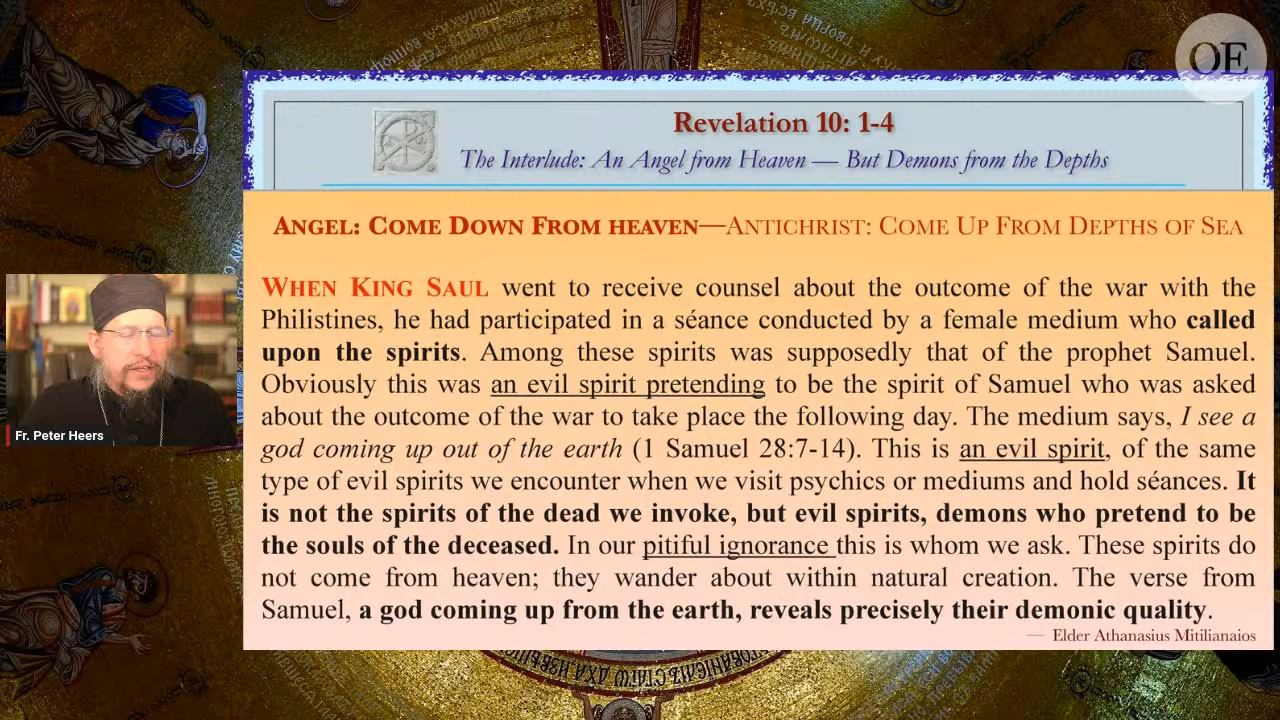 OE
Revelation 10: 1-4
The Interlude: An Angel from Heaven — But Demons from the Depths
ANGEL: COME DOWN FROM HEAVEN—ANTICHRIST: COME UP FROM DEPTHS OF SEA
WHEN KING SAUL went to receive counsel about the outcome of the war with the
Philistines, he had participated in a séance conducted by a female medium who called
upon the spirits. Among these spirits was supposedly that of the prophet Samuel.
Obviously this was an evil spirit pretending to be the spirit of Samuel who was asked
about the outcome of the war to take place the following day. The medium says, I see a
god coming up out of the earth (1 Samuel 28:7-14). This is an evil spirit, of the same
type of evil spirits we encounter when we visit psychics or mediums and hold séances. It
is not the spirits of the dead we invoke, but evil spirits, demons who pretend to be
the souls of the deceased. In our pitiful ignorance this is whom we ask. These spirits do
not come from heaven; they wander about within natural creation. The verse from
Samuel, a god coming up from the earth, reveals precisely their demonic quality.
— Elder Athanasius Mitilianaios
Fr. Peter Heers